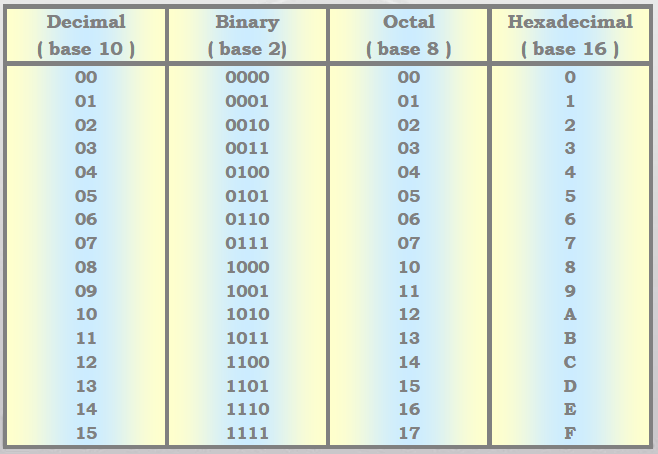 Decimal Binary Octal Hexadecimal
( base 10 ) ( base 2) ( base 8 ) ( base 16 )
00 0000 00 0
01 0001 01 1
02 0010 02 2
03 0011 03 3
04 0100 04 4
05 0101 05 5
06 0110 06 6
07 0111 07 7
08 1000 10 8
09 1001 11 9
10 1010 12 A
11 1011 13 B
12 1100 14 C
13 1101 15 D
14 1110 16 E
15 1111 17 F